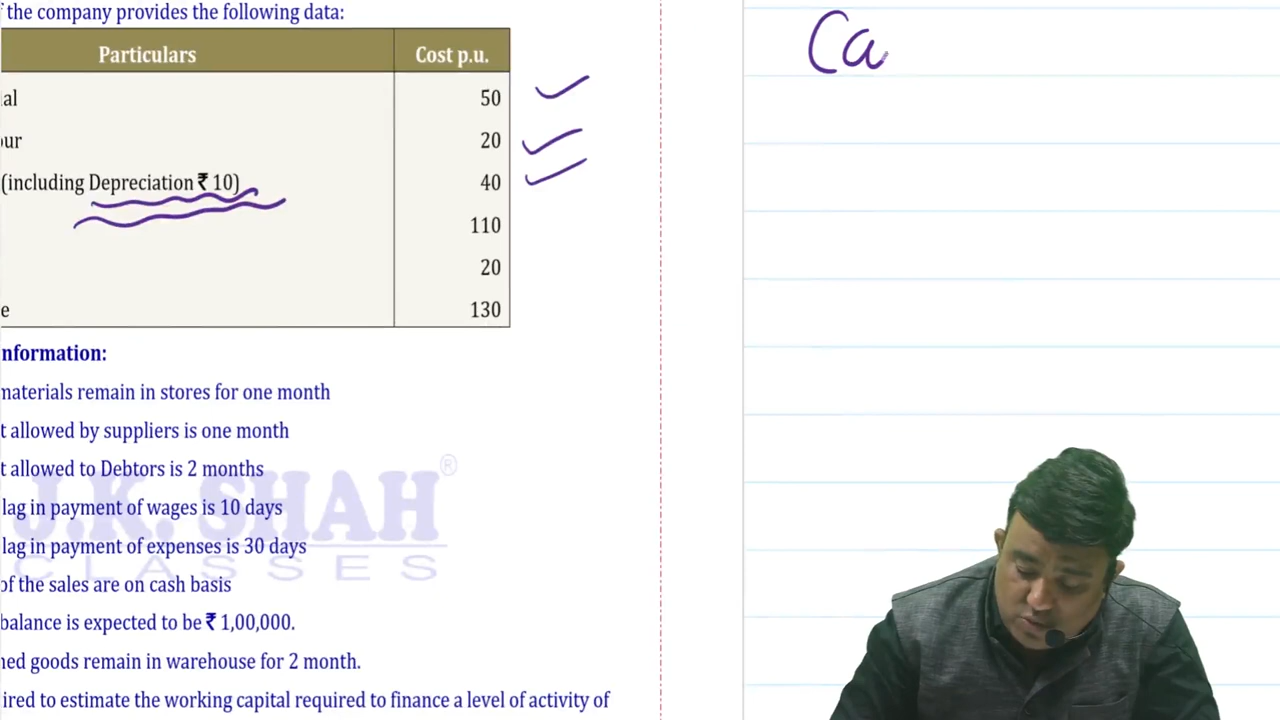 f the company provides the following data:
Particulars Cost p.u.
ial 50
our 20
(including Depreciation ₹ 10) 40
110
20
e 130
nformation:
materials remain in stores for one month
t allowed by suppliers is one month
t allowed to Debtors is 2 months
lag in payment of wages is 10 days
lag in payment of expenses is 30 days
of the sales are on cash basis
balance is expected to be ₹ 1,00,000.
hed goods remain in warehouse for 2 month.
ired to estimate the working capital required to finance a level of activity of
J.K. SHAH®
CLASSES
Ca